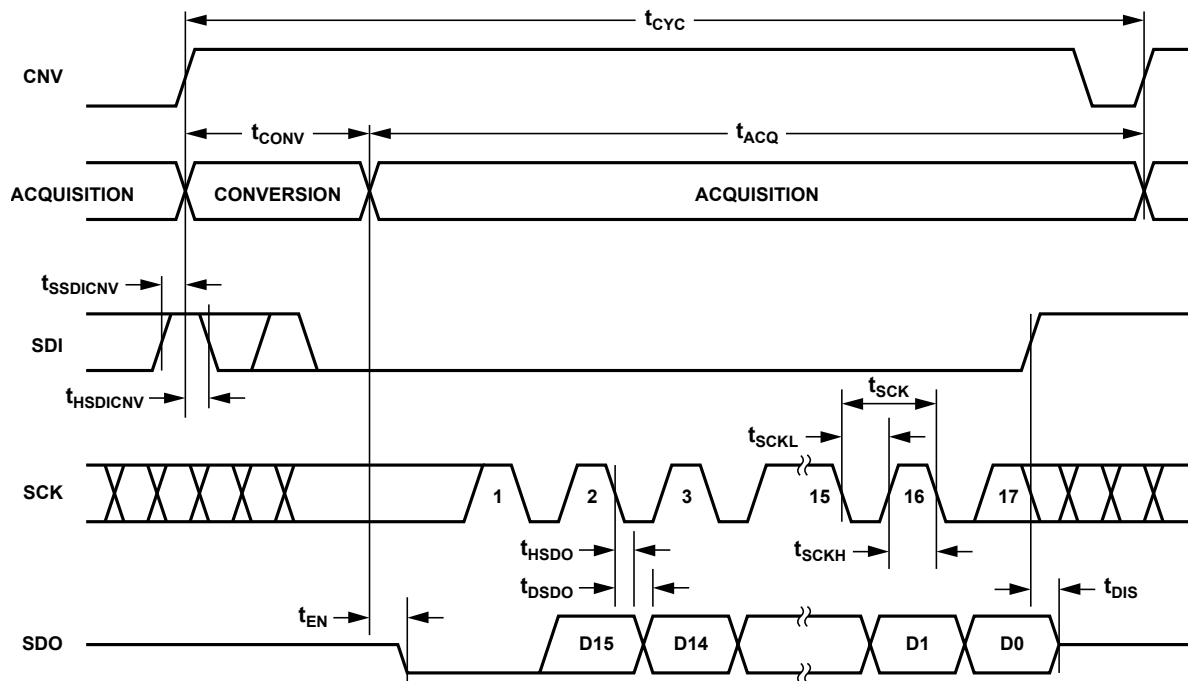 tCYC
CNV
tCONV
tACQ
ACQUISITION CONVERSION ACQUISITION
tSSDICNV
SDI
tHSDICNV
tSCK
tSCKL
SCK 1 2 3 15 16 17
tHSDO
tSCKH
tDSDO
tDIS
tEN
SDO D15 D14 D1 D0